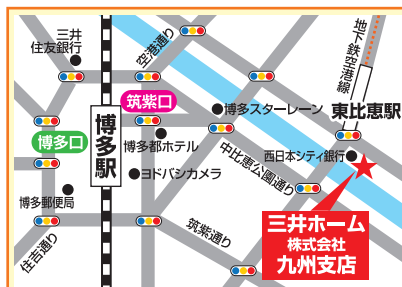 三井
住友銀行
空港通り
地下鉄空港線
筑紫口
博多スターレーン
東比恵駅
博多口
博多駅
博多都ホテル
西日本シティ銀行
ヨドバシカメラ
中比恵公園通り
博多郵便局
住吉通り
筑紫通り
三井ホーム
株式会社
九州支店